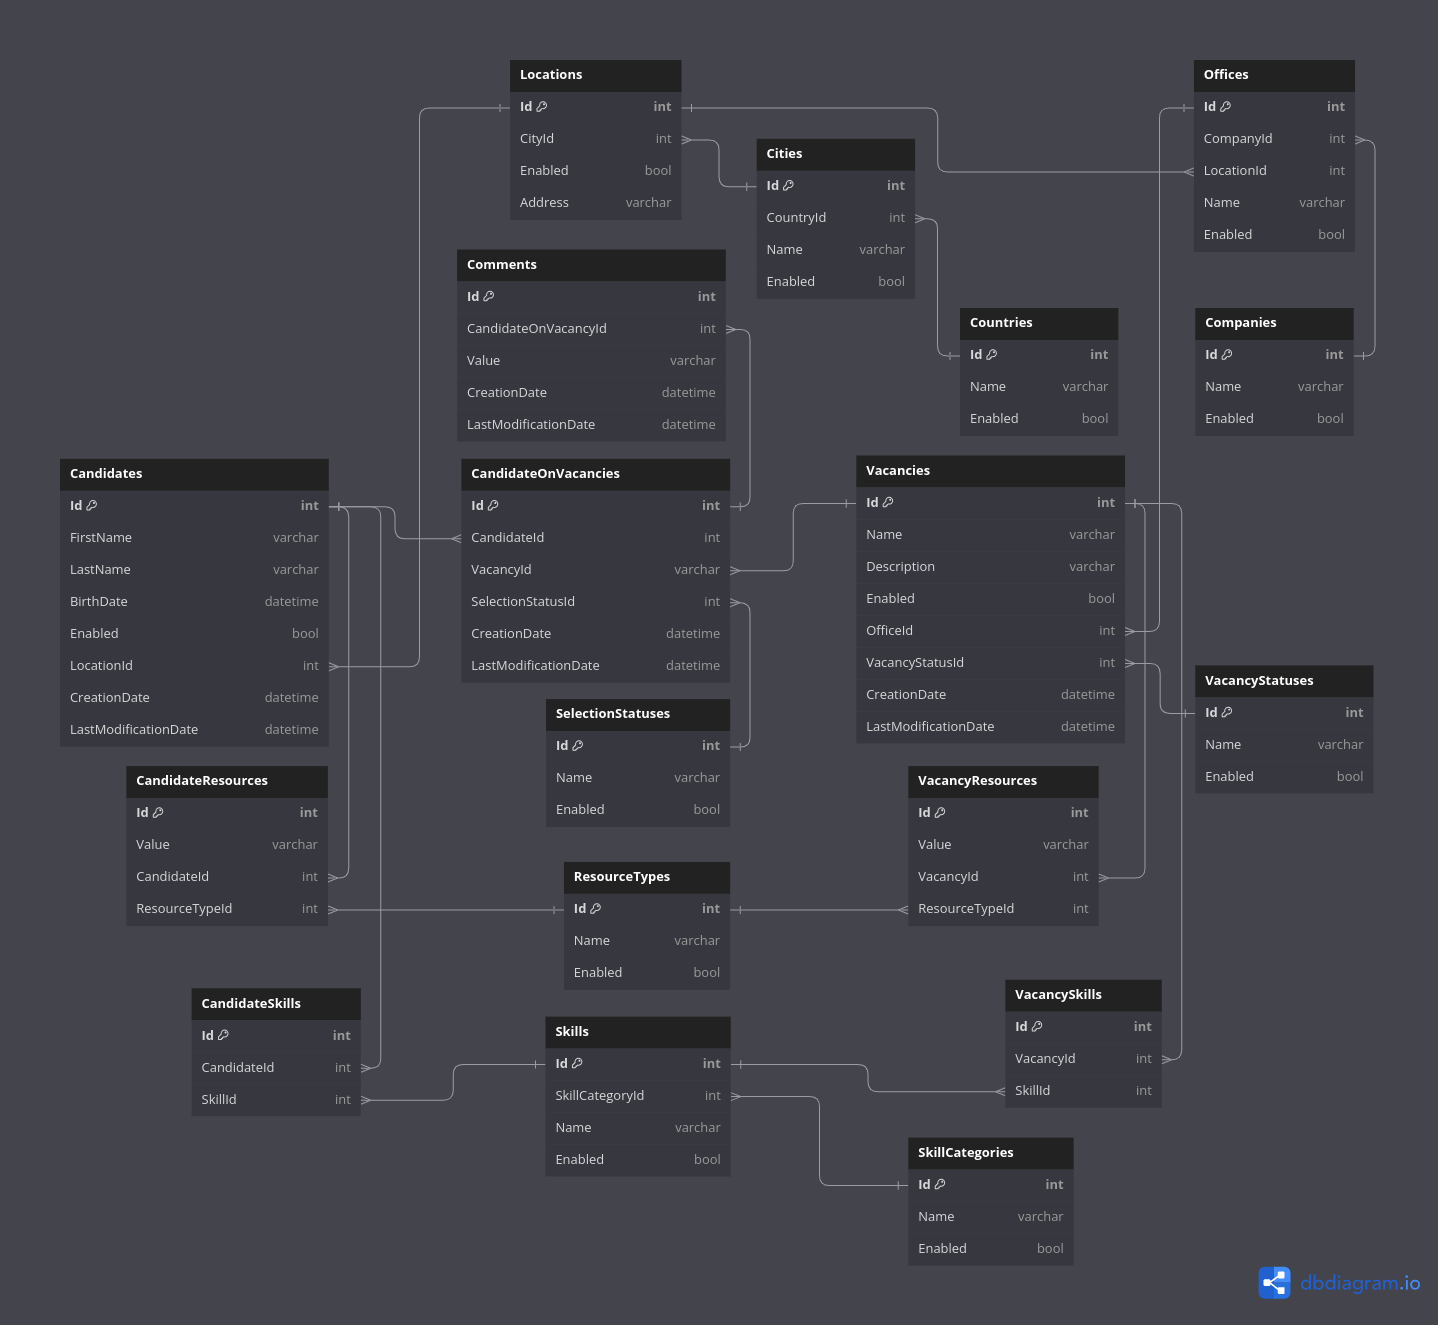 Locations
Id int
CityId int
Enabled bool
Address varchar
Offices
Id int
CompanyId int
LocationId int
Name varchar
Enabled bool
Cities
Id int
CountryId int
Name varchar
Enabled bool
Comments
Id int
CandidateOnVacancyId int
Value varchar
CreationDate datetime
LastModificationDate datetime
Countries
Id int
Name varchar
Enabled bool
Companies
Id int
Name varchar
Enabled bool
Candidates
Id int
FirstName varchar
LastName varchar
BirthDate datetime
Enabled bool
LocationId int
CreationDate datetime
LastModificationDate datetime
CandidateOnVacancies
Id int
CandidateId int
VacancyId varchar
SelectionStatusId int
CreationDate datetime
LastModificationDate datetime
Vacancies
Id int
Name varchar
Description varchar
Enabled bool
OfficeId int
VacancyStatusId int
CreationDate datetime
LastModificationDate datetime
VacancyStatuses
Id int
Name varchar
Enabled bool
SelectionStatuses
Id int
Name varchar
Enabled bool
CandidateResources
Id int
Value varchar
CandidateId int
ResourceTypeId int
VacancyResources
Id int
Value varchar
VacancyId int
ResourceTypeId int
ResourceTypes
Id int
Name varchar
Enabled bool
CandidateSkills
Id int
CandidateId int
SkillId int
VacancySkills
Id int
VacancyId int
SkillId int
Skills
Id int
SkillCategoryId int
Name varchar
Enabled bool
SkillCategories
Id int
Name varchar
Enabled bool
dbdiagram.io